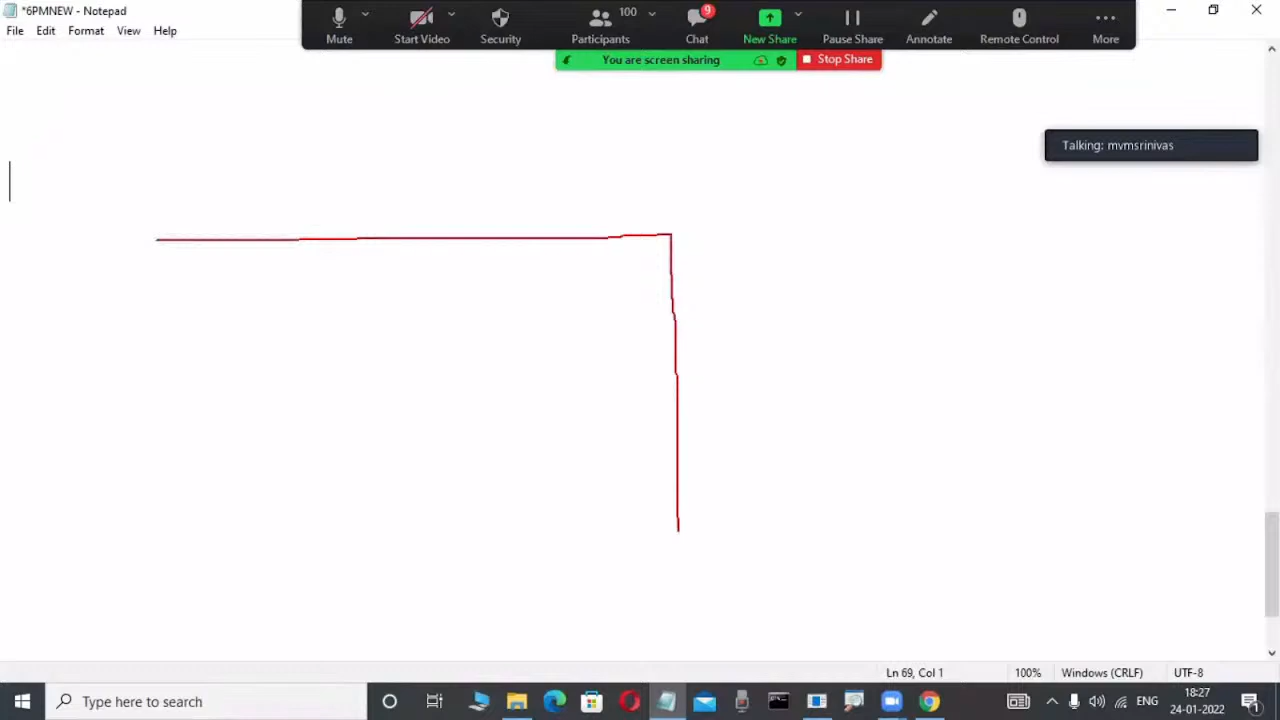 *6PMNEW - Notepad
File Edit Format View Help
Mute Start Video Security Participants 100 Chat 9 New Share Pause Share Annotate Remote Control More
You are screen sharing Stop Share
Talking: mvmsrinivas
Ln 69, Col 1 100% Windows (CRLF) UTF-8
Type here to search
ENG 18:27
24-01-2022 1